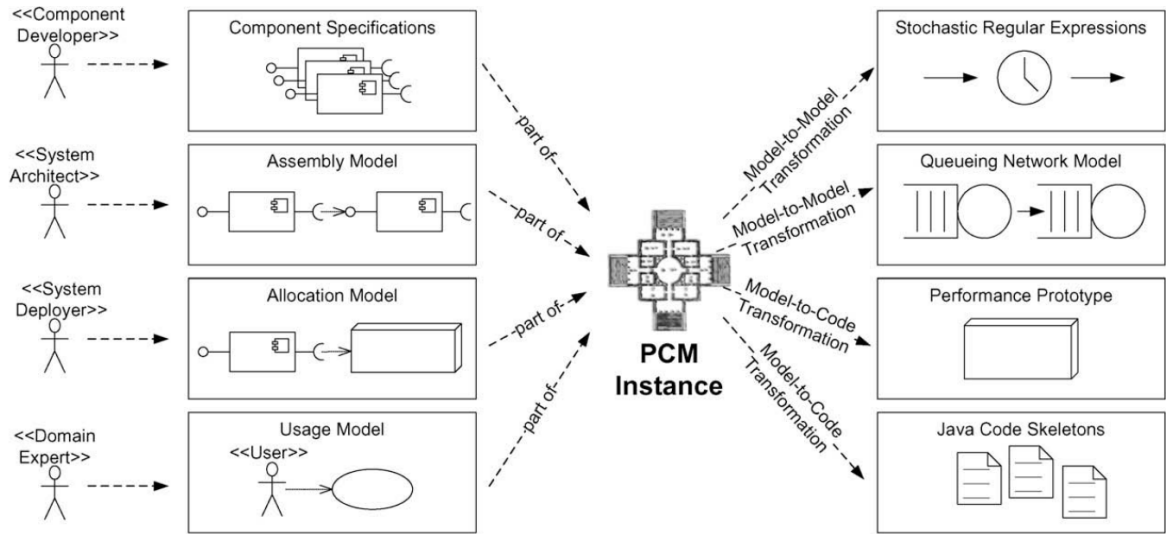 <<Component
Developer>>
Component Specifications
<<System
Architect>>
Assembly Model
<<System
Deployer>>
Allocation Model
<<Domain
Expert>>
Usage Model
<<User>>
part of
part of
part of
part of
PCM
Instance
Model-to-Model
Transformation
Model-to-Model
Transformation
Model-to-Code
Transformation
Model-to-Code
Transformation
Stochastic Regular Expressions
Queueing Network Model
Performance Prototype
Java Code Skeletons